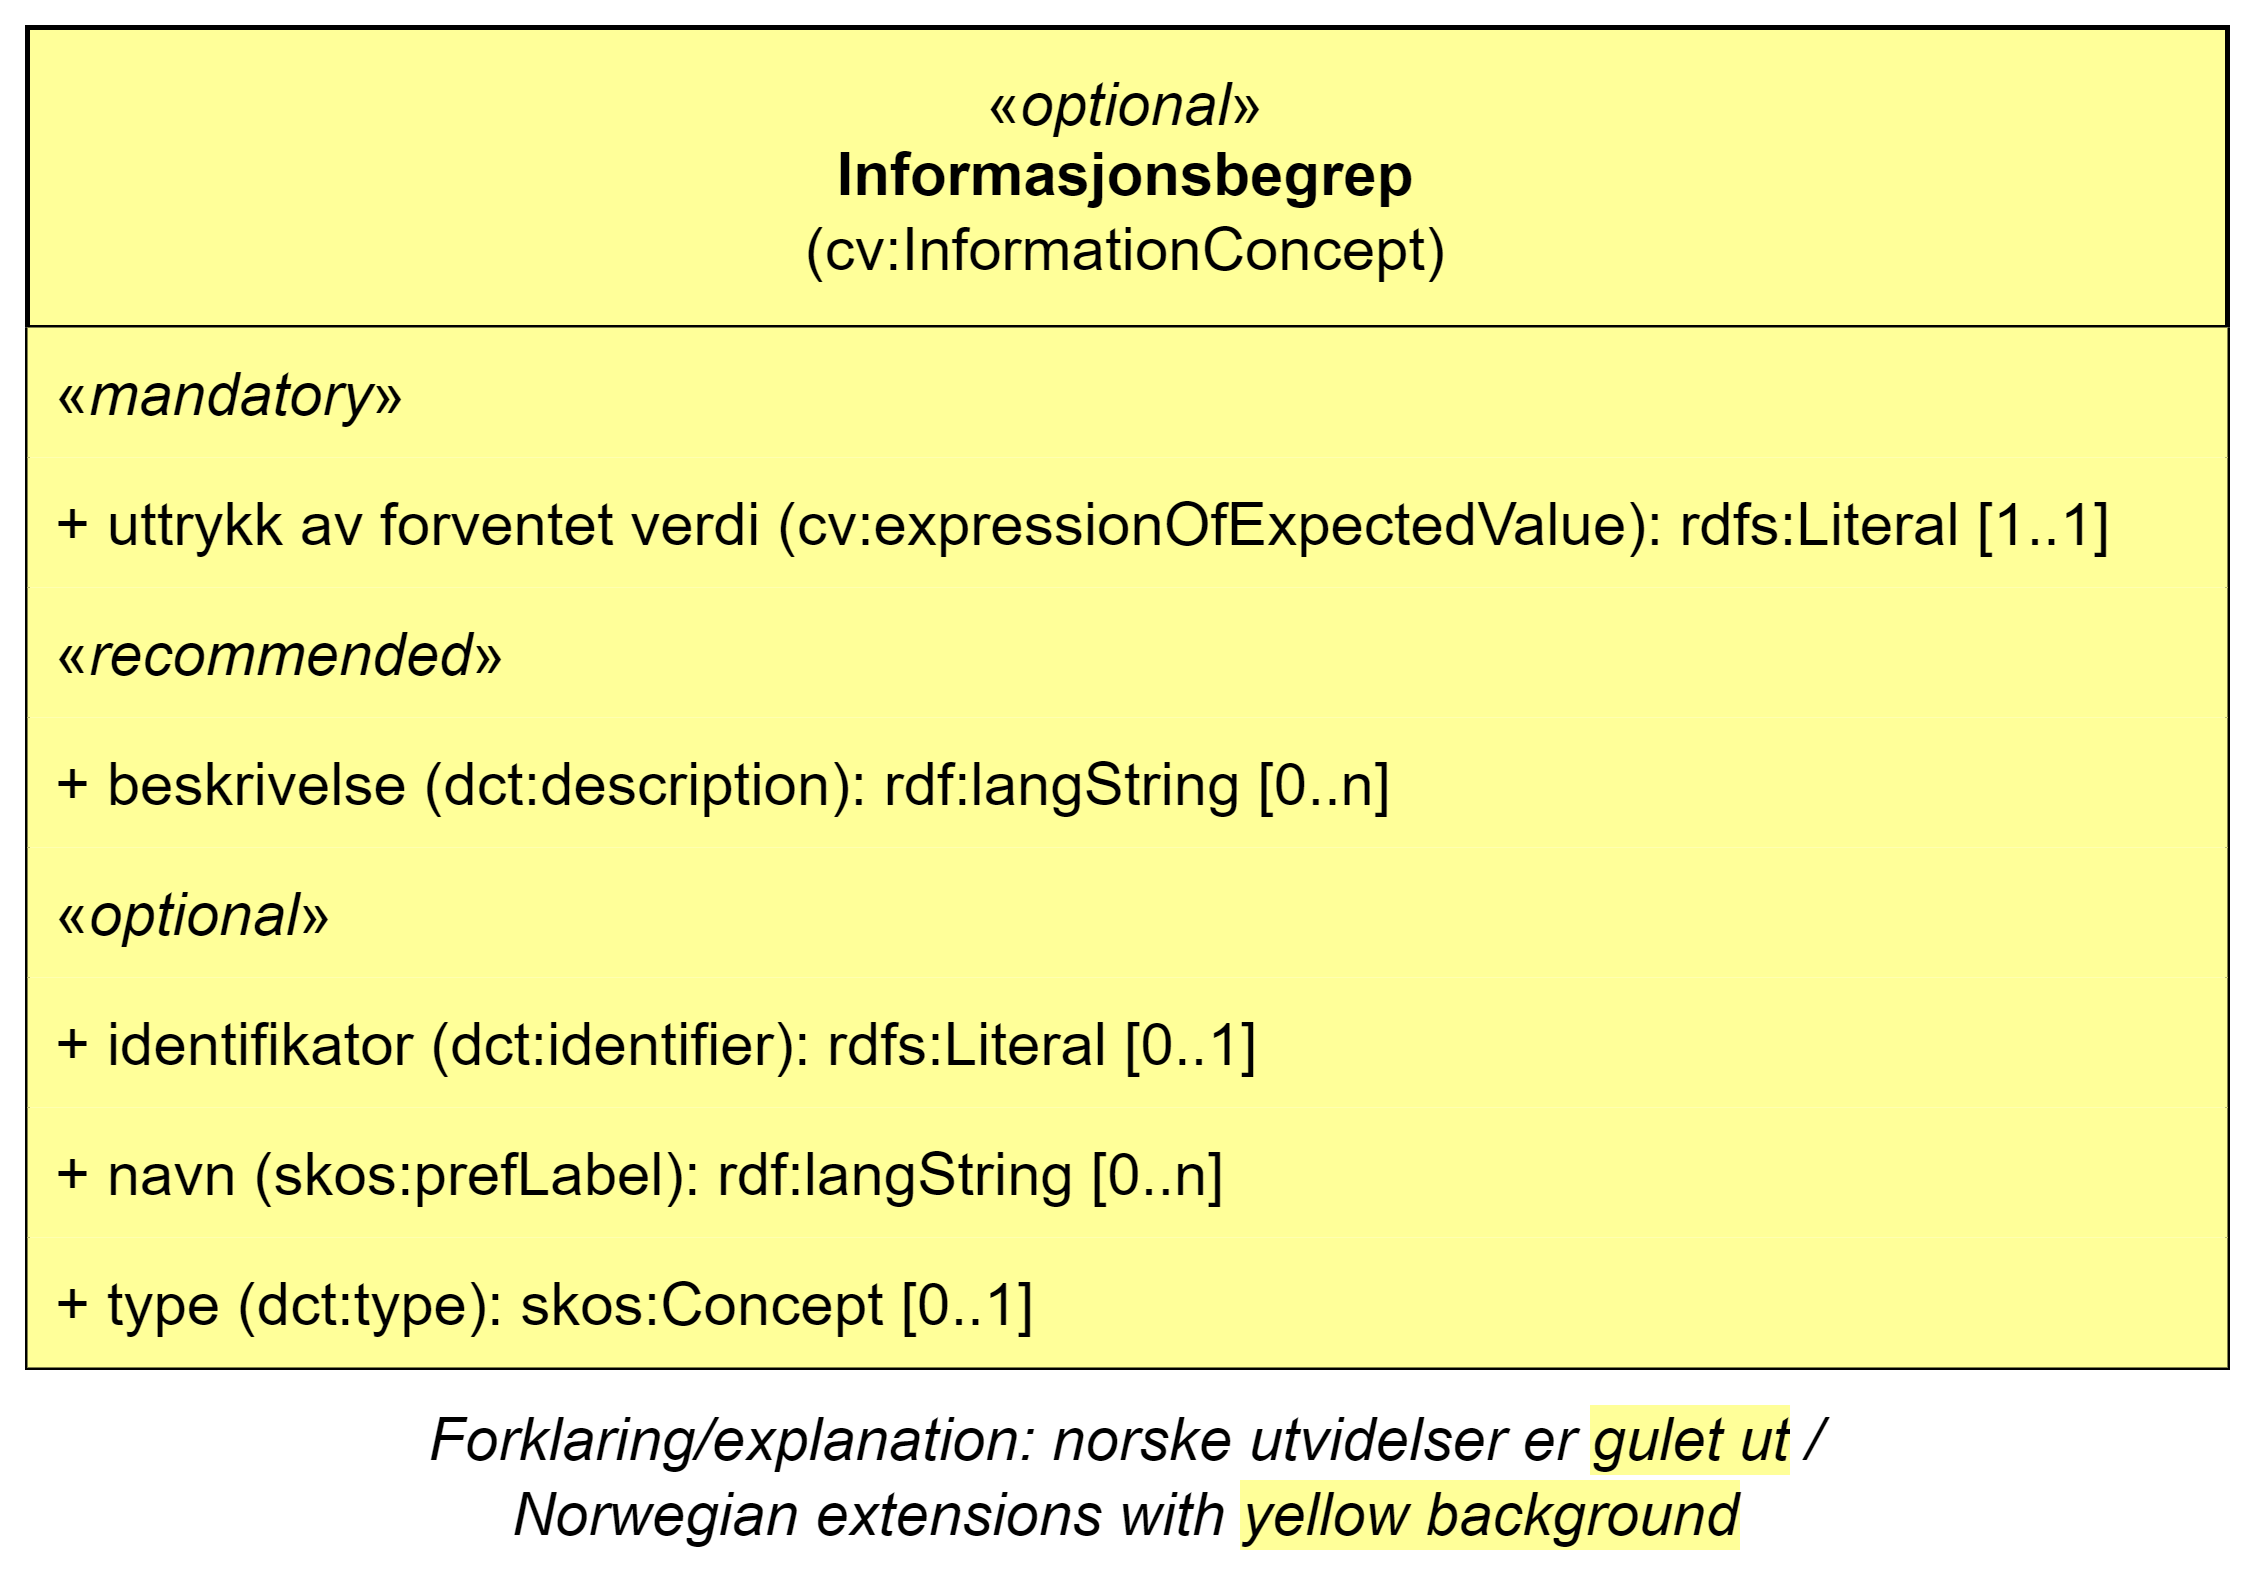 «optional»
Informasjonsbegrep
(cv:InformationConcept)
«mandatory»
+ uttrykk av forventet verdi (cv:expressionOfExpectedValue): rdfs:Literal [1..1]
«recommended»
+ beskrivelse (dct:description): rdf:langString [0..n]
«optional»
+ identifikator (dct:identifier): rdfs:Literal [0..1]
+ navn (skos:prefLabel): rdf:langString [0..n]
+ type (dct:type): skos:Concept [0..1]
Forklaring/explanation: norske utvidelser er gulet ut /
Norwegian extensions with yellow background